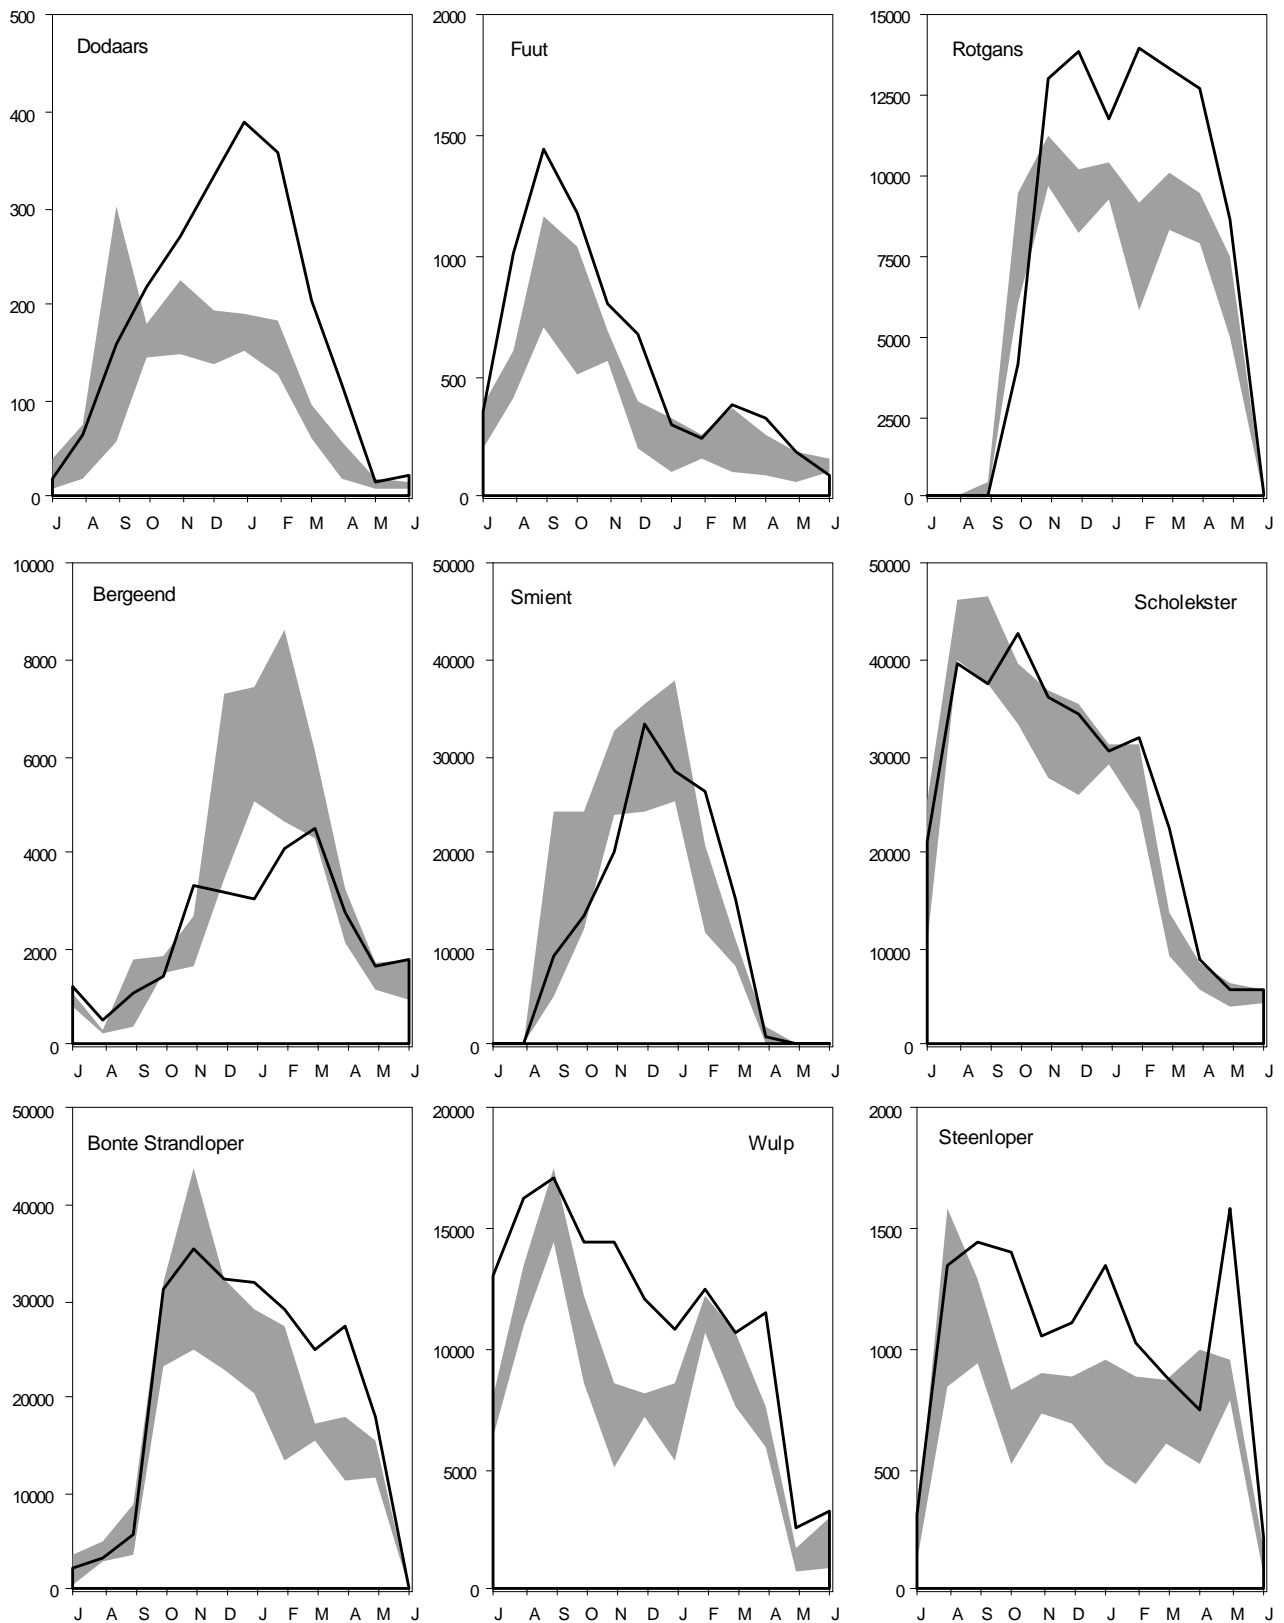 500
400
300
200
100
0
Dodaars
J A S O N D J F M A M J
2000
1500
1000
500
0
Fuut
J A S O N D J F M A M J
15000
12500
10000
7500
5000
2500
0
Rotgans
J A S O N D J F M A M J
10000
8000
6000
4000
2000
0
Bergeend
J A S O N D J F M A M J
50000
40000
30000
20000
10000
0
Smient
J A S O N D J F M A M J
50000
40000
30000
20000
10000
0
Scholekster
J A S O N D J F M A M J
50000
40000
30000
20000
10000
0
Bonte Strandloper
J A S O N D J F M A M J
20000
15000
10000
5000
0
Wulp
J A S O N D J F M A M J
2000
1500
1000
500
0
Steenloper
J A S O N D J F M A M J